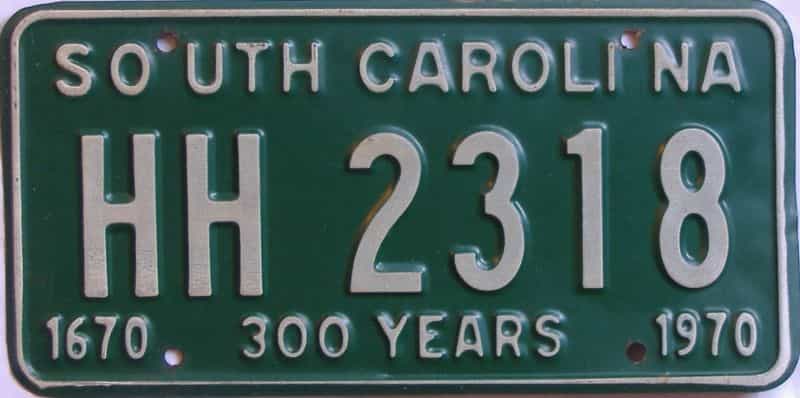 SOUTH CAROLINA
HH 2318
1670 300 YEARS 1970